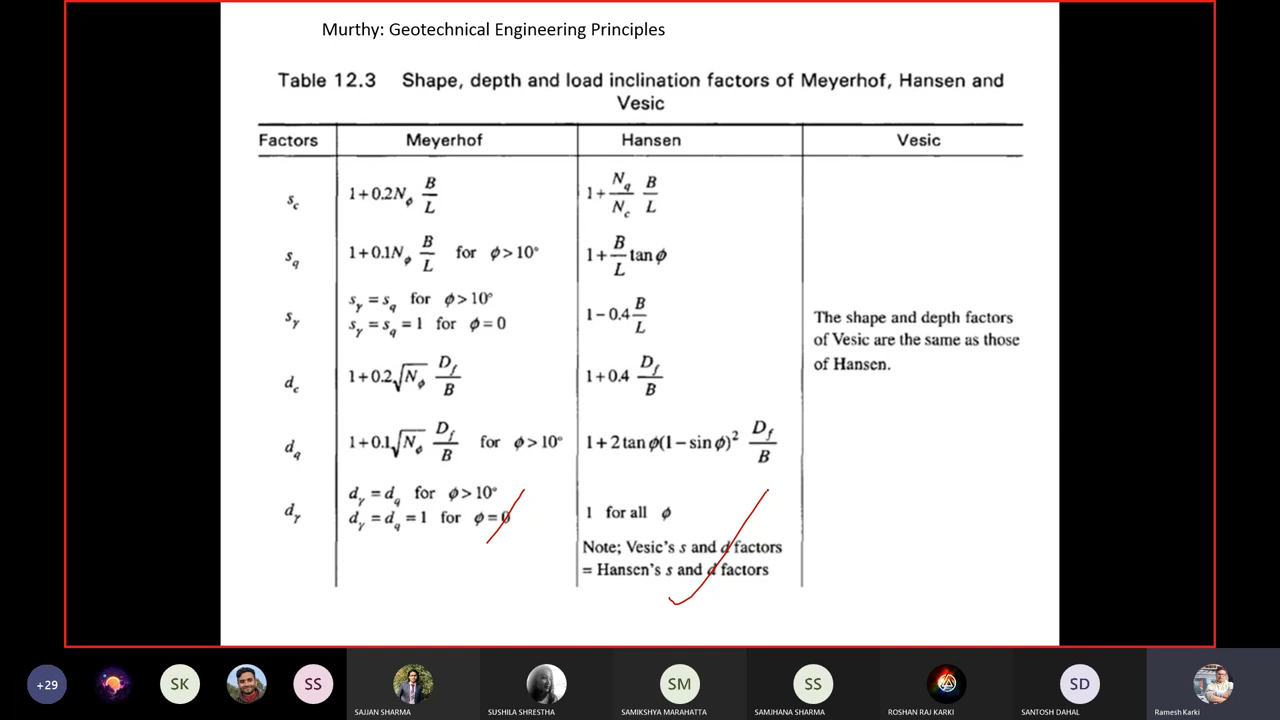 Murthy: Geotechnical Engineering Principles
Table 12.3 Shape, depth and load inclination factors of Meyerhof, Hansen and
Vesic
Factors Meyerhof Hansen Vesic
s_c 1+0.2N_ϕ B/L 1+ N_q/N_c B/L
s_q 1+0.1N_ϕ B/L for ϕ>10° 1+ B/L tanϕ
s_γ s_γ = s_q for ϕ>10° 1−0.4 B/L
s_γ = s_q = 1 for ϕ=0
The shape and depth factors
of Vesic are the same as those
of Hansen.
d_c 1+0.2√N_ϕ D_f/B 1+0.4 D_f/B
d_q 1+0.1√N_ϕ D_f/B for ϕ>10° 1+2 tanϕ(1−sinϕ)² D_f/B
d_γ d_γ = d_q for ϕ>10° 1 for all ϕ
d_γ = d_q = 1 for ϕ=0
Note; Vesic's s and d factors
= Hansen's s and d factors
+29 SK SS SM SS SD
SAJJAN SHARMA SUSHILA SHRESTHA SAMIKSHYA MARAHATTA SAMJHANA SHARMA ROSHAN RAJ KARKI SANTOSH DAHAL Ramesh Karki